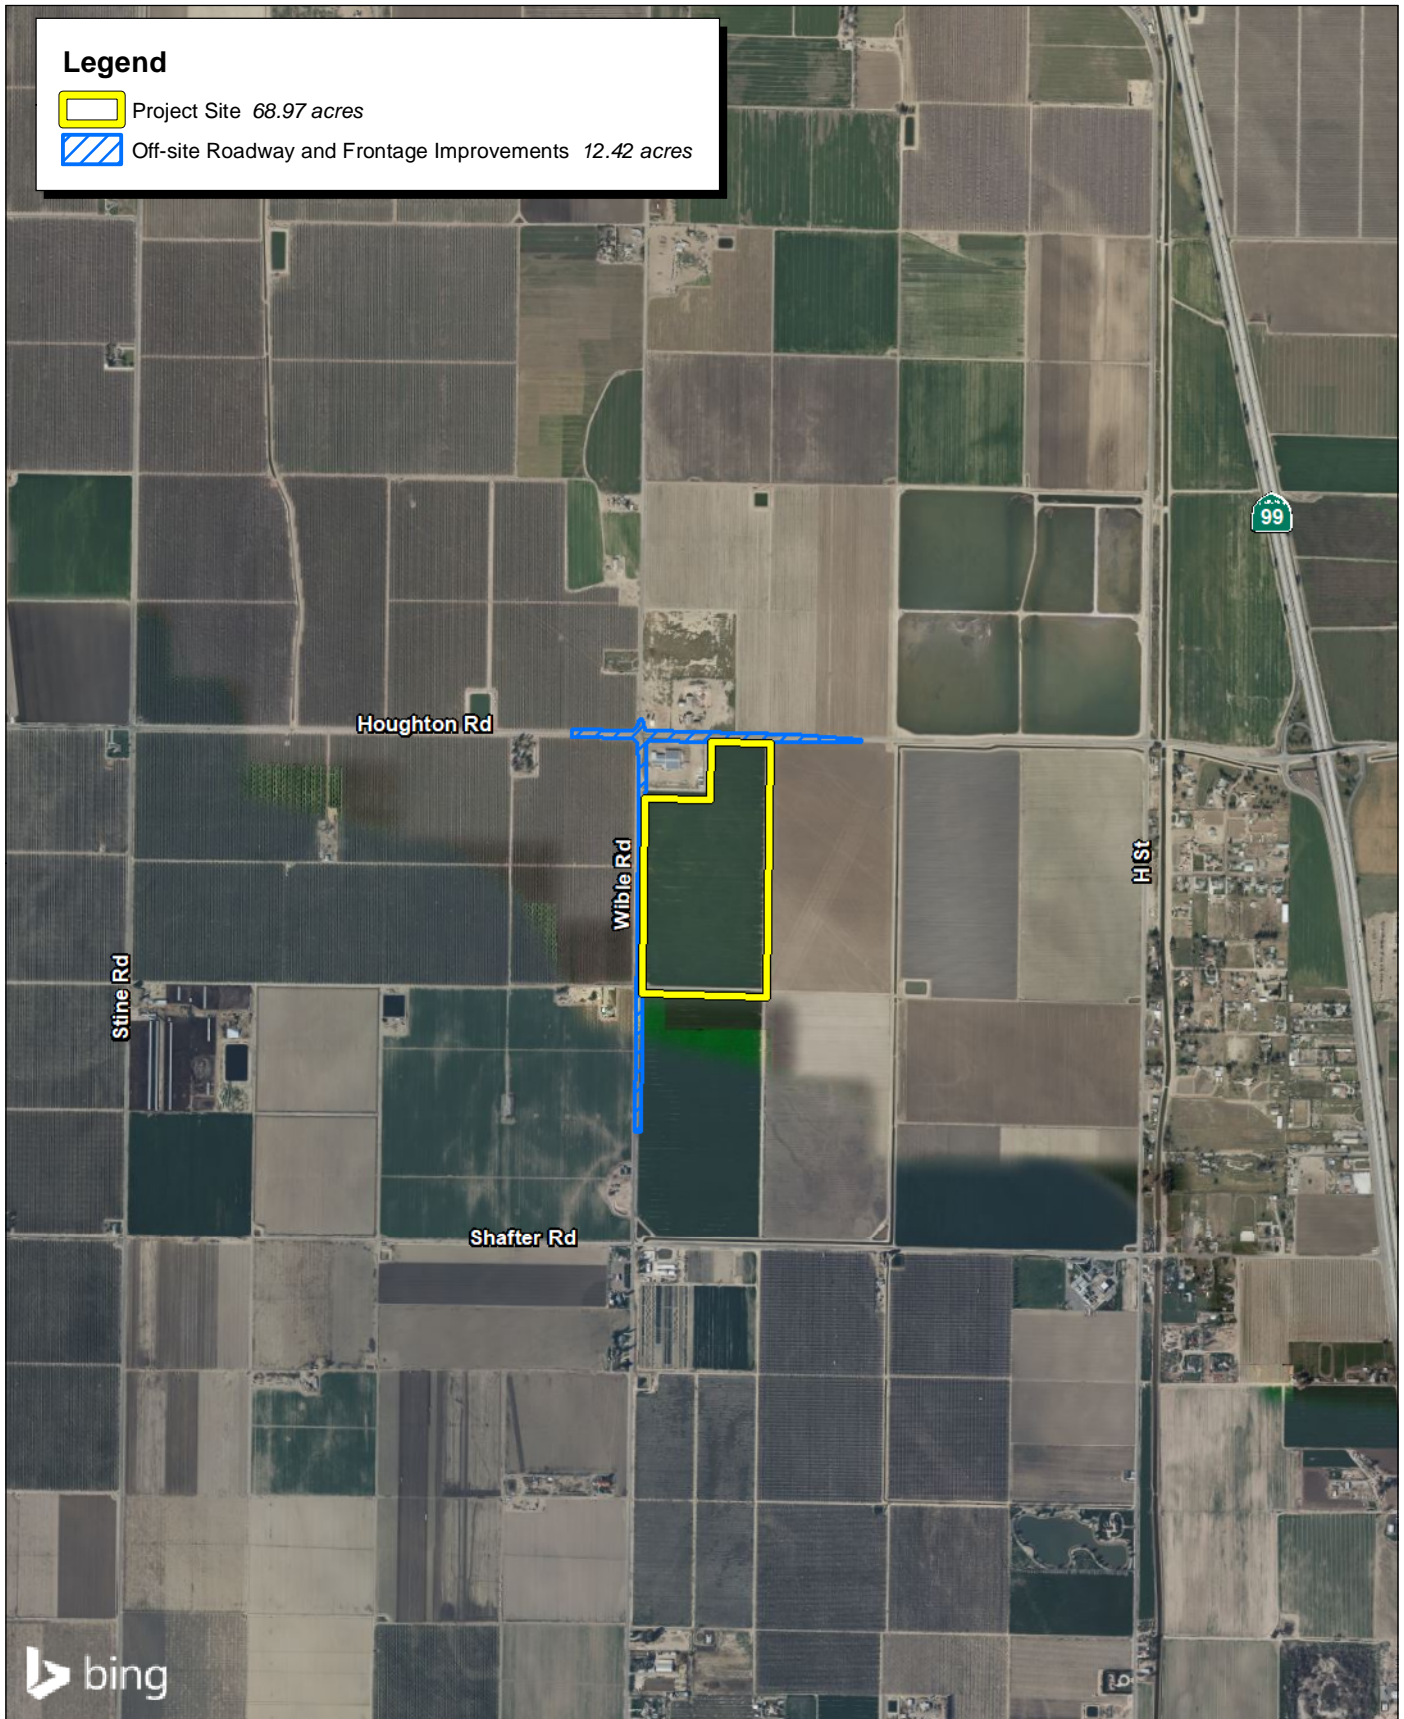 Legend
Project Site 68.97 acres
Off-site Roadway and Frontage Improvements 12.42 acres
99
Houghton Rd
Wible Rd
H St
Stine Rd
Shafter Rd
bing